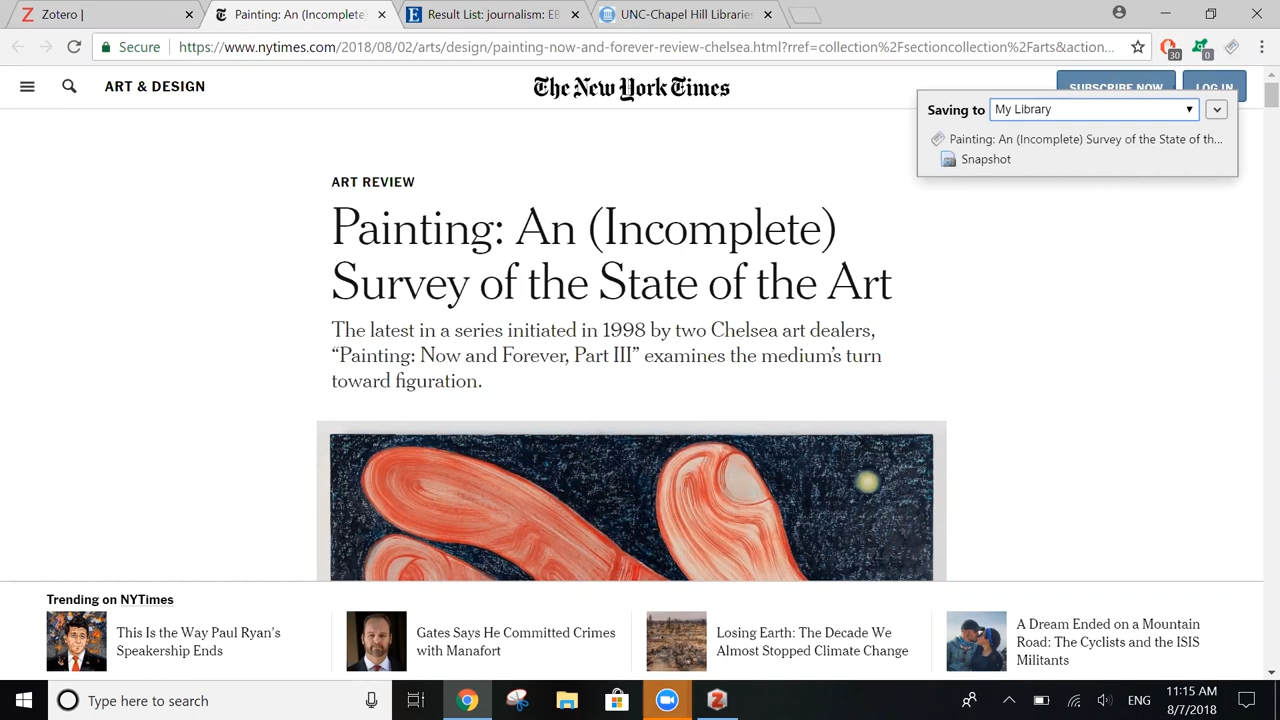 Zotero |
Painting: An (Incomplete)
Result List: journalism: EB
UNC-Chapel Hill Libraries
Secure
https://www.nytimes.com/2018/08/02/arts/design/painting-now-and-forever-review-chelsea.html?rref=collection%2Fsectioncollection%2Farts&action...
30
0
ART & DESIGN
The New York Times
SUBSCRIBE NOW
LOG IN
Saving to My Library
Painting: An (Incomplete) Survey of the State of th...
Snapshot
ART REVIEW
Painting: An (Incomplete)
Survey of the State of the Art
The latest in a series initiated in 1998 by two Chelsea art dealers,
“Painting: Now and Forever, Part III” examines the medium’s turn
toward figuration.
Trending on NYTimes
This Is the Way Paul Ryan’s
Speakership Ends
Gates Says He Committed Crimes
with Manafort
Losing Earth: The Decade We
Almost Stopped Climate Change
A Dream Ended on a Mountain
Road: The Cyclists and the ISIS
Militants
Type here to search
ENG
11:15 AM
8/7/2018